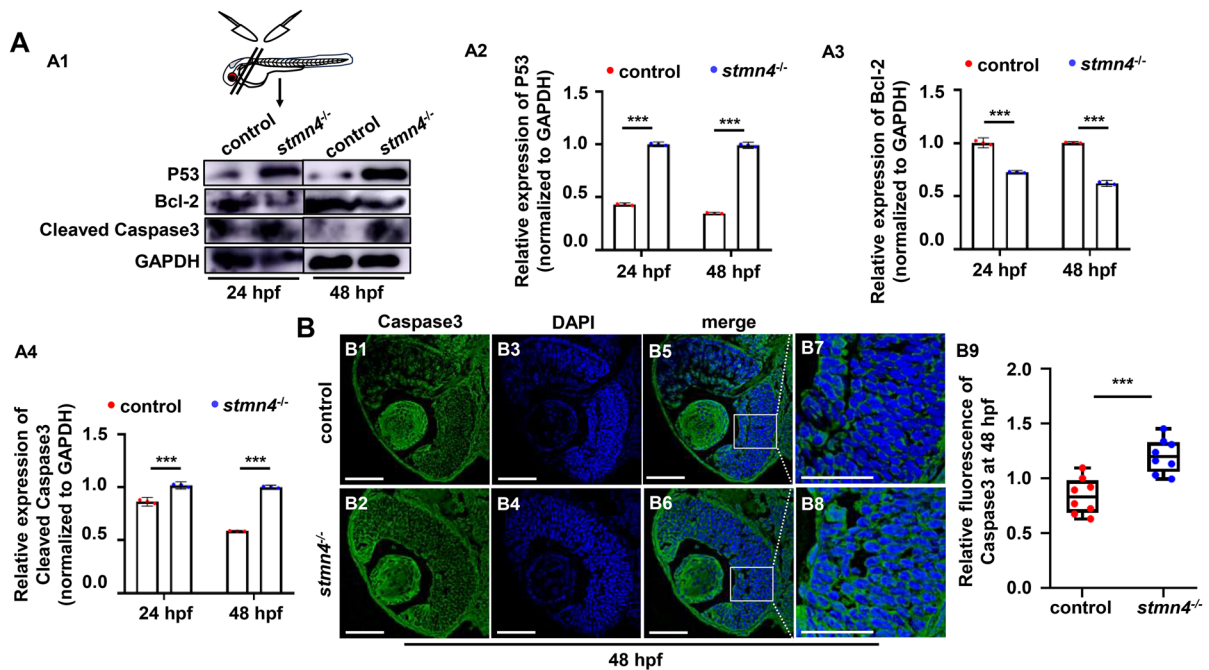 A
A1
control
stmn4-/-
control
stmn4-/-
P53
Bcl-2
Cleaved Caspase3
GAPDH
24 hpf
48 hpf
A2
control
stmn4-/-
Relative expression of P53
(normalized to GAPDH)
1.5
1.0
0.5
0.0
***
***
24 hpf
48 hpf
A3
control
stmn4-/-
Relative expression of Bcl-2
(normalized to GAPDH)
1.5
1.0
0.5
0.0
***
***
24 hpf
48 hpf
A4
control
stmn4-/-
Relative expression of
Cleaved Caspase3
(normalized to GAPDH)
1.5
1.0
0.5
0.0
***
***
24 hpf
48 hpf
B
Caspase3
DAPI
merge
control
B1
B3
B5
B7
stmn4-/-
B2
B4
B6
B8
48 hpf
B9
Relative fluorescence of
Caspase3 at 48 hpf
2.0
1.5
1.0
0.5
0.0
***
control
stmn4-/-